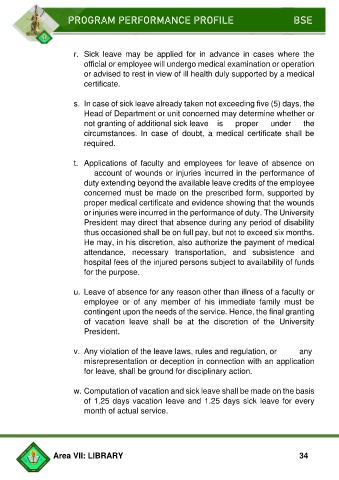 PROGRAM PERFORMANCE PROFILE BSE
r. Sick leave may be applied for in advance in cases where the
official or employee will undergo medical examination or operation
or advised to rest in view of ill health duly supported by a medical
certificate.
s. In case of sick leave already taken not exceeding five (5) days, the
Head of Department or unit concerned may determine whether or
not granting of additional sick leave is proper under the
circumstances. In case of doubt, a medical certificate shall be
required.
t. Applications of faculty and employees for leave of absence on
account of wounds or injuries incurred in the performance of
duty extending beyond the available leave credits of the employee
concerned must be made on the prescribed form, supported by
proper medical certificate and evidence showing that the wounds
or injuries were incurred in the performance of duty. The University
President may direct that absence during any period of disability
thus occasioned shall be on full pay, but not to exceed six months.
He may, in his discretion, also authorize the payment of medical
attendance, necessary transportation, and subsistence and
hospital fees of the injured persons subject to availability of funds
for the purpose.
u. Leave of absence for any reason other than illness of a faculty or
employee or of any member of his immediate family must be
contingent upon the needs of the service. Hence, the final granting
of vacation leave shall be at the discretion of the University
President.
v. Any violation of the leave laws, rules and regulation, or any
misrepresentation or deception in connection with an application
for leave, shall be ground for disciplinary action.
w. Computation of vacation and sick leave shall be made on the basis
of 1.25 days vacation leave and 1.25 days sick leave for every
month of actual service.
Area VII: LIBRARY 34